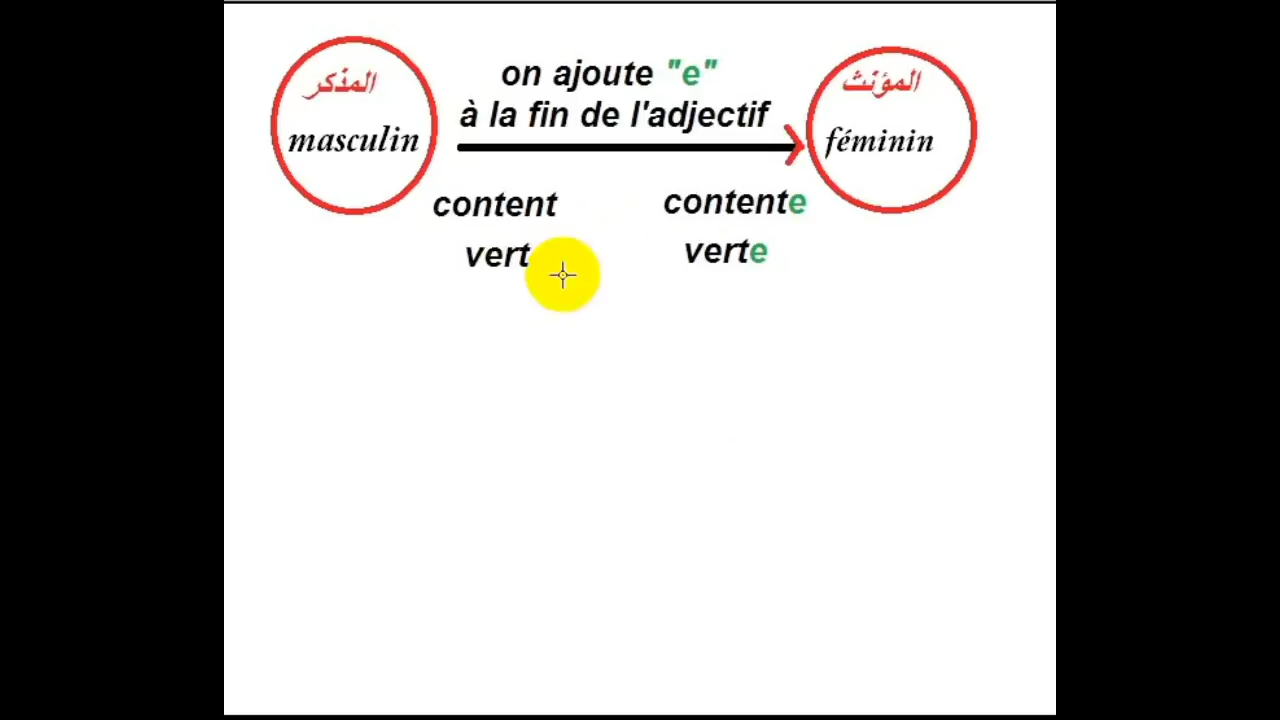 المذكر
masculin
on ajoute "e"
à la fin de l'adjectif
المؤنث
féminin
content contente
vert verte